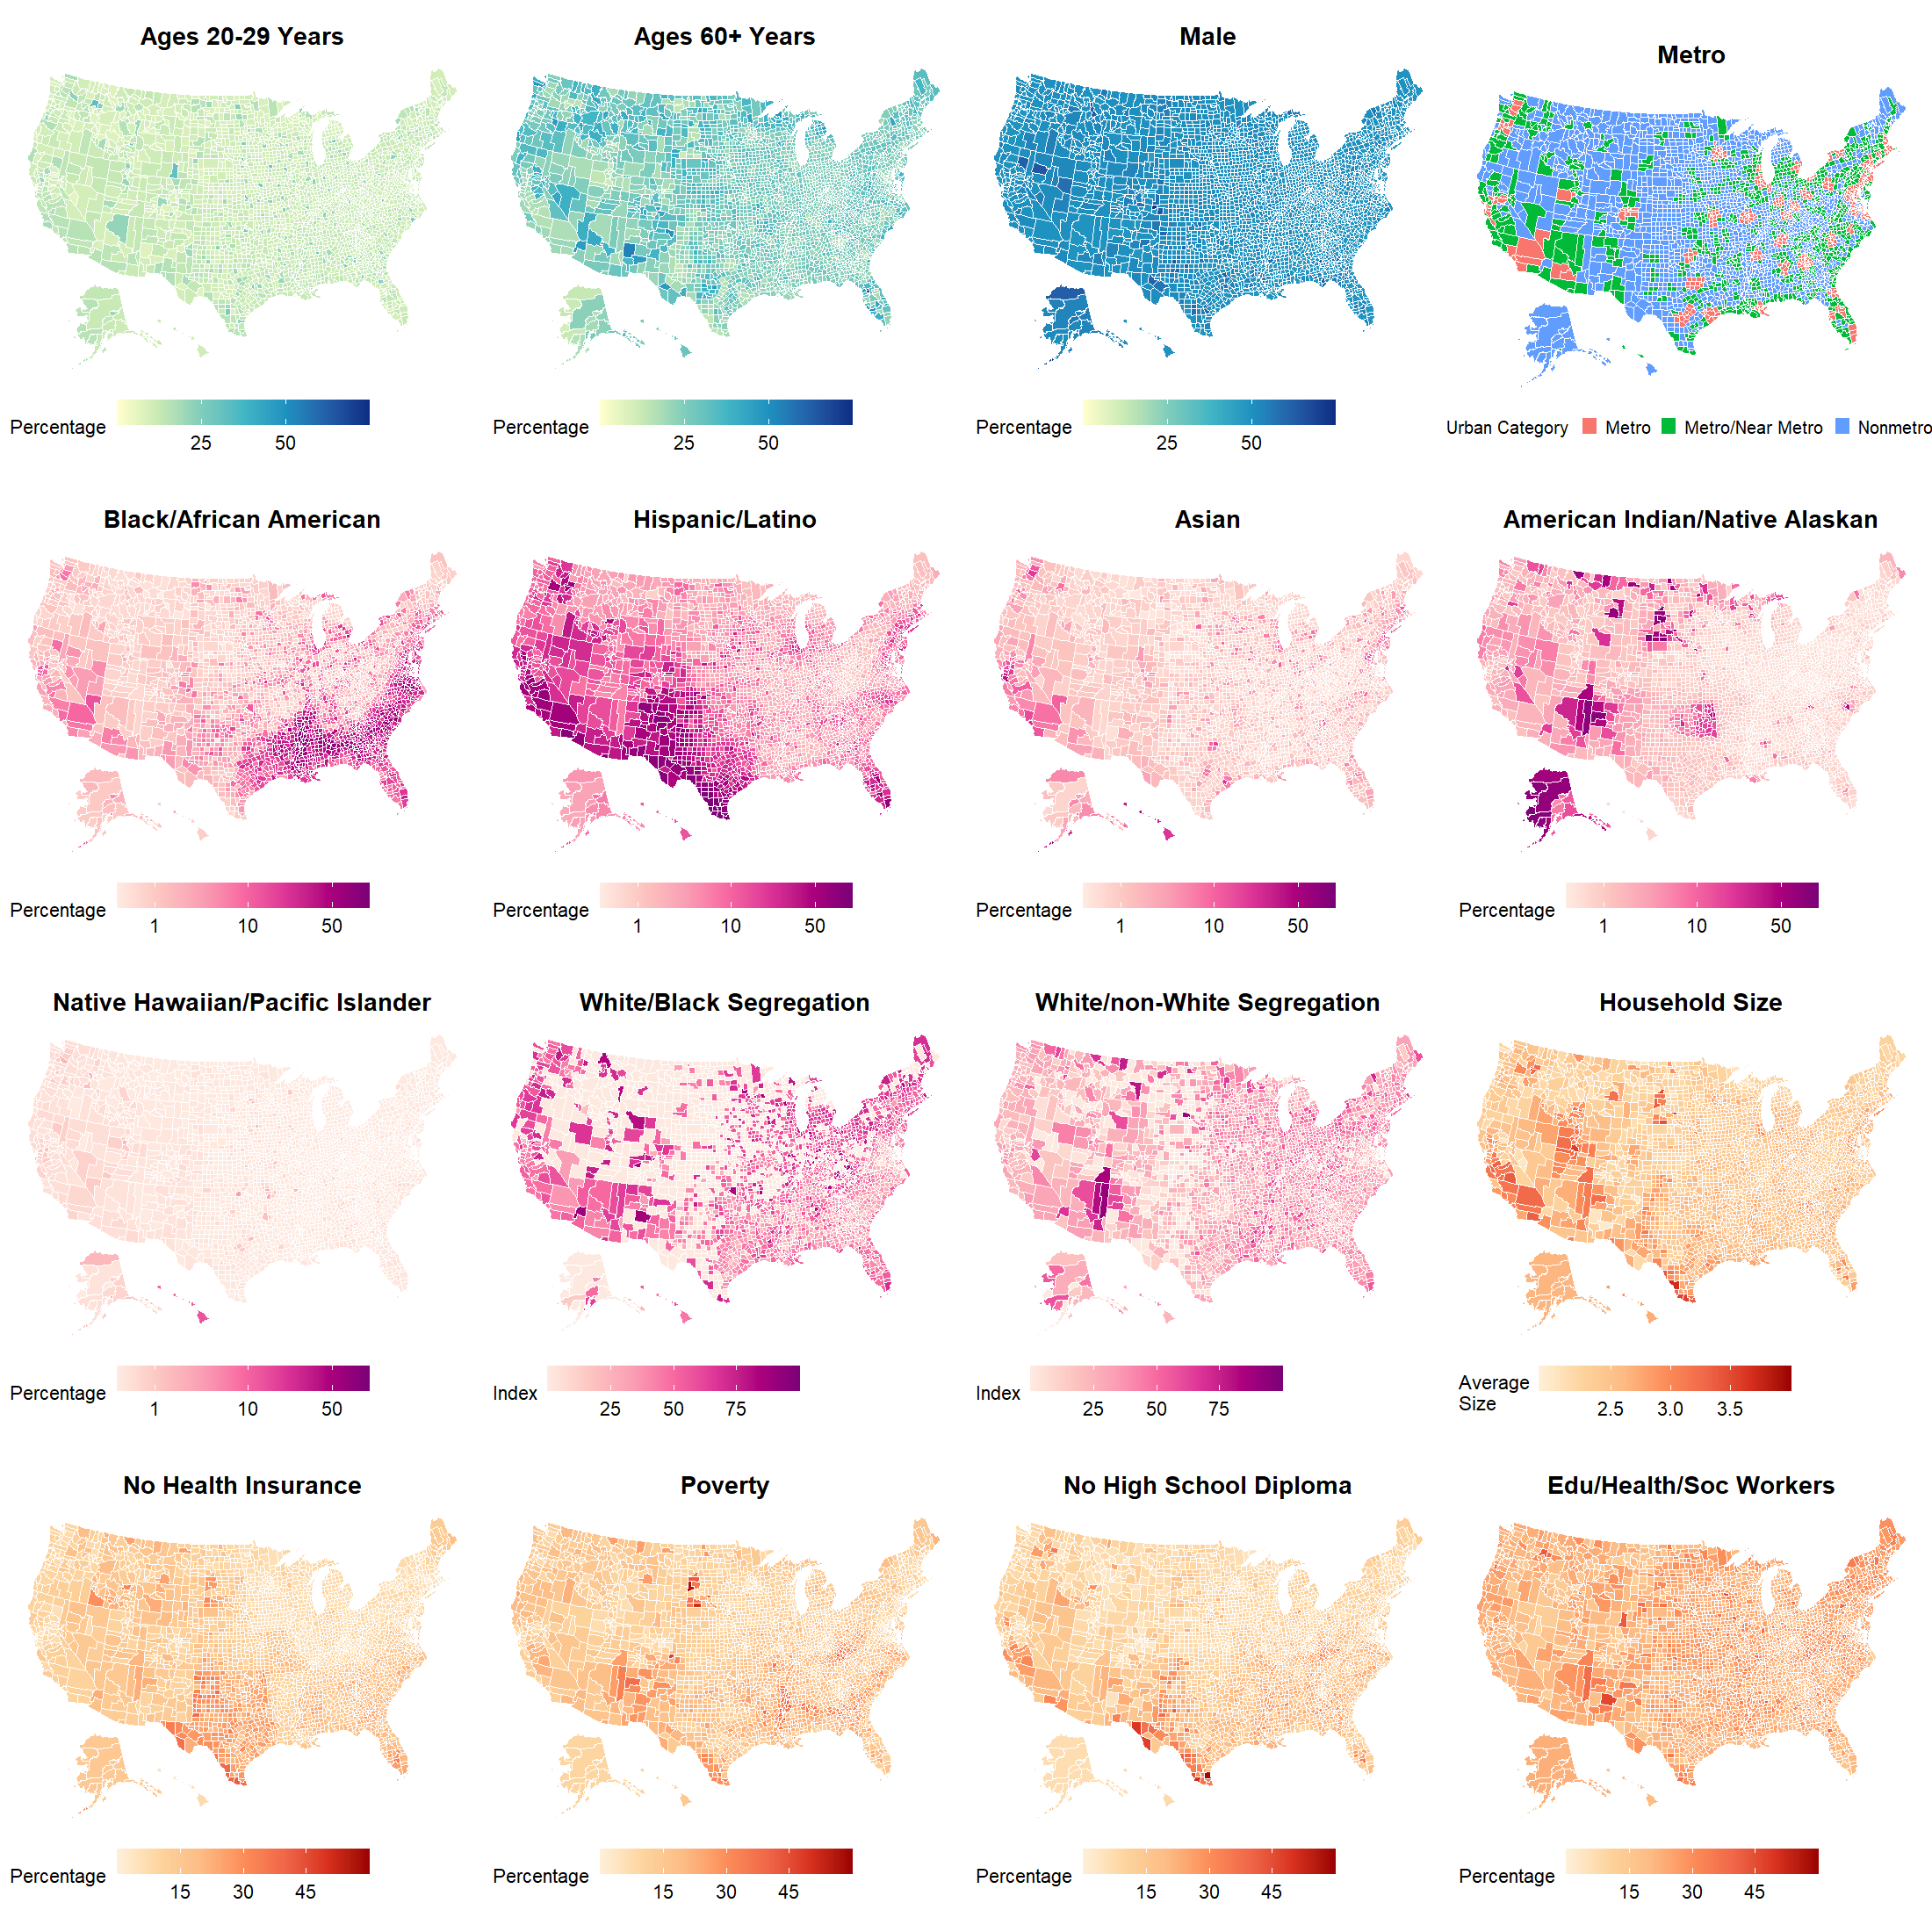 Ages 20-29 Years
Ages 60+ Years
Male
Metro
Percentage
25 50
Percentage
25 50
Percentage
25 50
Urban Category Metro Metro/Near Metro Nonmetro
Black/African American
Hispanic/Latino
Asian
American Indian/Native Alaskan
Percentage
1 10 50
Percentage
1 10 50
Percentage
1 10 50
Percentage
1 10 50
Native Hawaiian/Pacific Islander
White/Black Segregation
White/non-White Segregation
Household Size
Percentage
1 10 50
Index
25 50 75
Index
25 50 75
Average
Size
2.5 3.0 3.5
No Health Insurance
Poverty
No High School Diploma
Edu/Health/Soc Workers
Percentage
15 30 45
Percentage
15 30 45
Percentage
15 30 45
Percentage
15 30 45